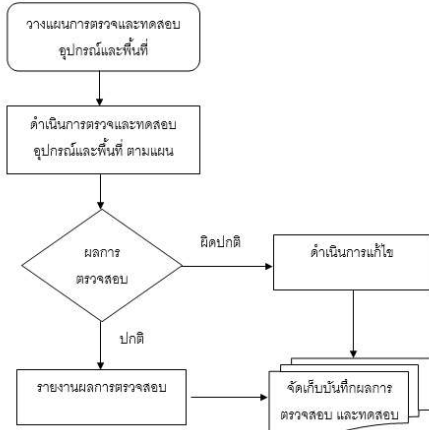 วางแผนการตรวจและทดสอบ
อุปกรณ์และพื้นที่
ดำเนินการตรวจและทดสอบ
อุปกรณ์และพื้นที่ ตามแผน
ผลการ
ตรวจสอบ
ผิดปกติ
ดำเนินการแก้ไข
ปกติ
รายงานผลการตรวจสอบ
จัดเก็บบันทึกผลการ
ตรวจสอบ และทดสอบ